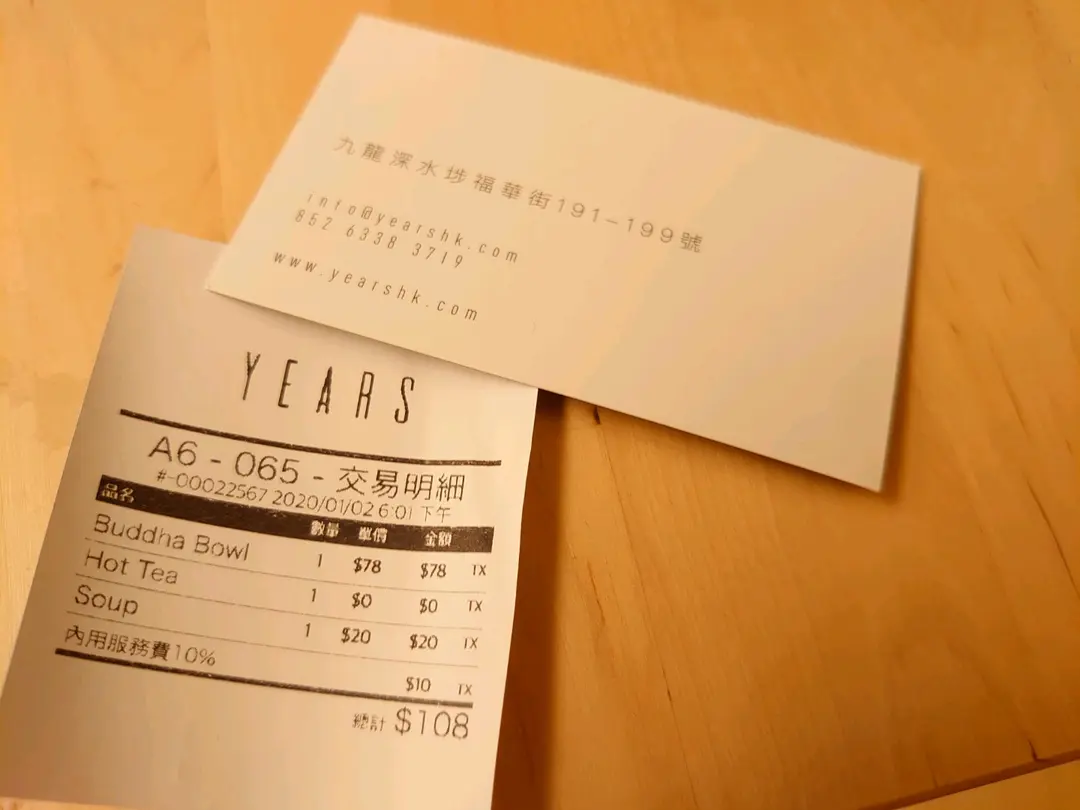 九龍深水埗福華街191-199號
info@yearshk.com
852 6338 3719
www.yearshk.com
YEARS
A6 - 065 - 交易明細
#-00022567 2020/01/02 6:01 下午
品名 數量 單價 金額
Buddha Bowl 1 $78 $78 TX
Hot Tea 1 $0 $0 TX
Soup 1 $20 $20 TX
內用服務費10% $10 TX
總計 $108